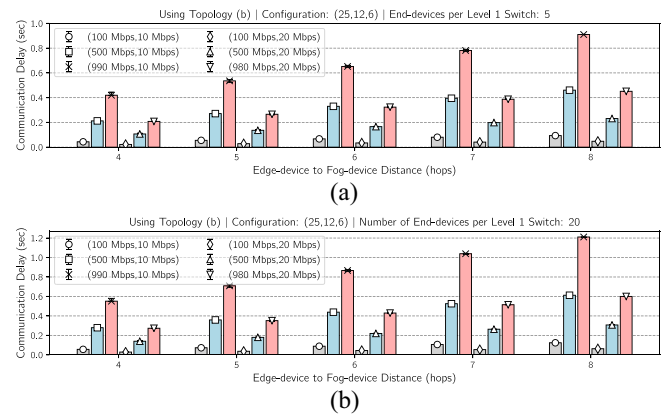 Using Topology (b) | Configuration: (25,12,6) | End-devices per Level 1 Switch: 5
Communication Delay (sec)
1.0
0.8
0.6
0.4
0.2
0.0
(100 Mbps,10 Mbps)
(500 Mbps,10 Mbps)
(990 Mbps,10 Mbps)
(100 Mbps,20 Mbps)
(500 Mbps,20 Mbps)
(980 Mbps,20 Mbps)
4
5
6
7
8
Edge-device to Fog-device Distance (hops)
(a)
Using Topology (b) | Configuration: (25,12,6) | Number of End-devices per Level 1 Switch: 20
Communication Delay (sec)
1.2
1.0
0.8
0.6
0.4
0.2
0.0
(100 Mbps,10 Mbps)
(500 Mbps,10 Mbps)
(990 Mbps,10 Mbps)
(100 Mbps,20 Mbps)
(500 Mbps,20 Mbps)
(980 Mbps,20 Mbps)
4
5
6
7
8
Edge-device to Fog-device Distance (hops)
(b)